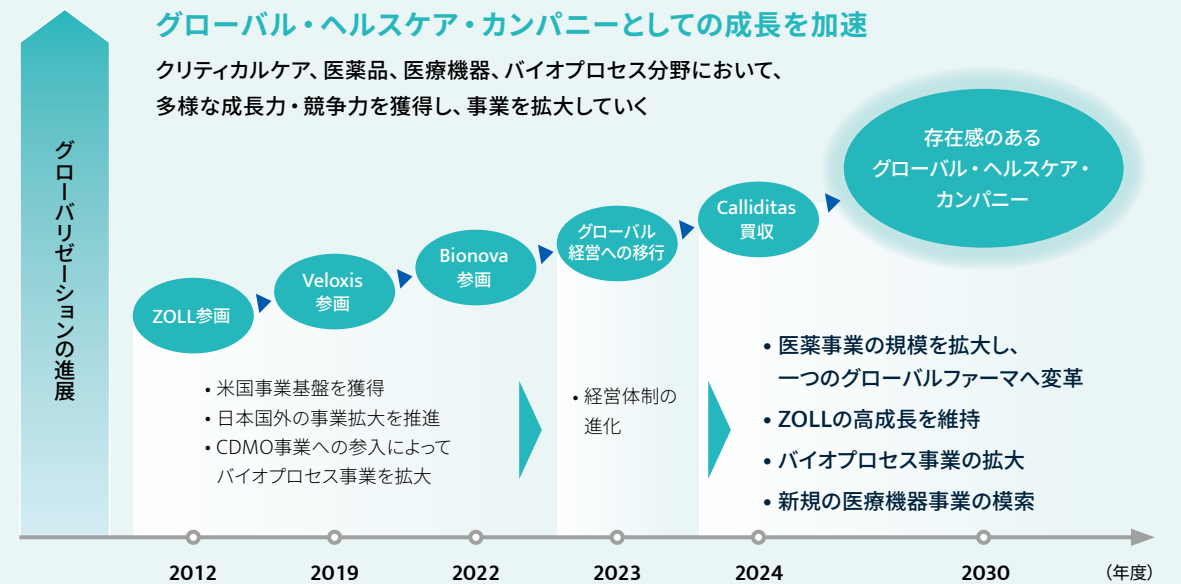 グローバル・ヘルスケア・カンパニーとしての成長を加速
クリティカルケア、医薬品、医療機器、バイオプロセス分野において、
多様な成長力・競争力を獲得し、事業を拡大していく
グローバリゼーションの進展
ZOLL参画
Veloxis
参画
Bionova
参画
グローバル
経営への移行
Calliditas
買収
存在感のある
グローバル・ヘルスケア・
カンパニー
• 米国事業基盤を獲得
• 日本国外の事業拡大を推進
• CDMO事業への参入によって
バイオプロセス事業を拡大
• 経営体制の
進化
• 医薬事業の規模を拡大し、
一つのグローバルファーマへ変革
• ZOLLの高成長を維持
• バイオプロセス事業の拡大
• 新規の医療機器事業の模索
2012 2019 2022 2023 2024 2030 (年度)